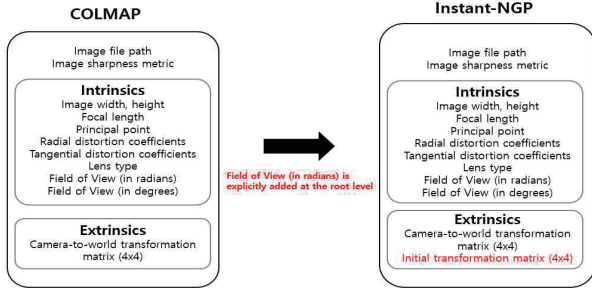 COLMAP
Image file path
Image sharpness metric
Intrinsics
Image width, height
Focal length
Principal point
Radial distortion coefficients
Tangential distortion coefficients
Lens type
Field of View (in radians)
Field of View (in degrees)
Extrinsics
Camera-to-world transformation
matrix (4x4)
Field of View (in radians) is
explicitly added at the root level
Instant-NGP
Image file path
Image sharpness metric
Intrinsics
Image width, height
Focal length
Principal point
Radial distortion coefficients
Tangential distortion coefficients
Lens type
Field of View (in radians)
Field of View (in degrees)
Extrinsics
Camera-to-world transformation
matrix (4x4)
Initial transformation matrix (4x4)